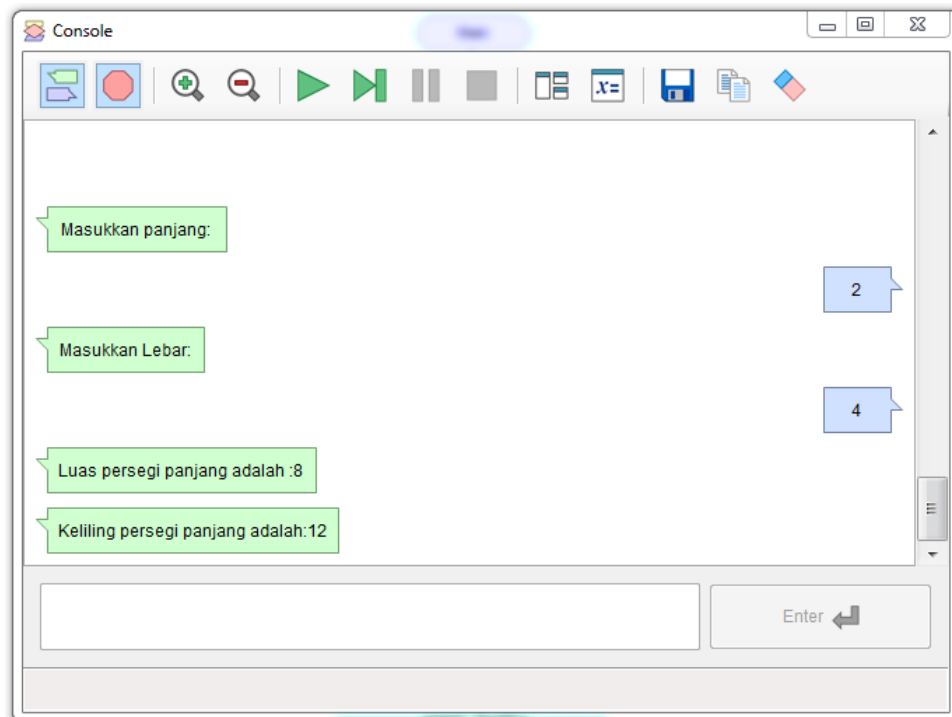 Console
x=
Masukkan panjang:
2
Masukkan Lebar:
4
Luas persegi panjang adalah :8
Keliling persegi panjang adalah:12
Enter